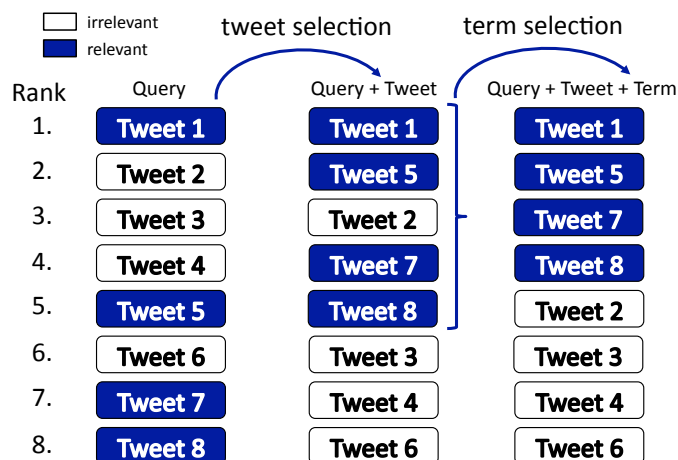 irrelevant
relevant
tweet selection
term selection
Rank Query Query + Tweet Query + Tweet + Term
1. Tweet 1 Tweet 1 Tweet 1
2. Tweet 2 Tweet 5 Tweet 5
3. Tweet 3 Tweet 2 Tweet 7
4. Tweet 4 Tweet 7 Tweet 8
5. Tweet 5 Tweet 8 Tweet 2
6. Tweet 6 Tweet 3 Tweet 3
7. Tweet 7 Tweet 4 Tweet 4
8. Tweet 8 Tweet 6 Tweet 6